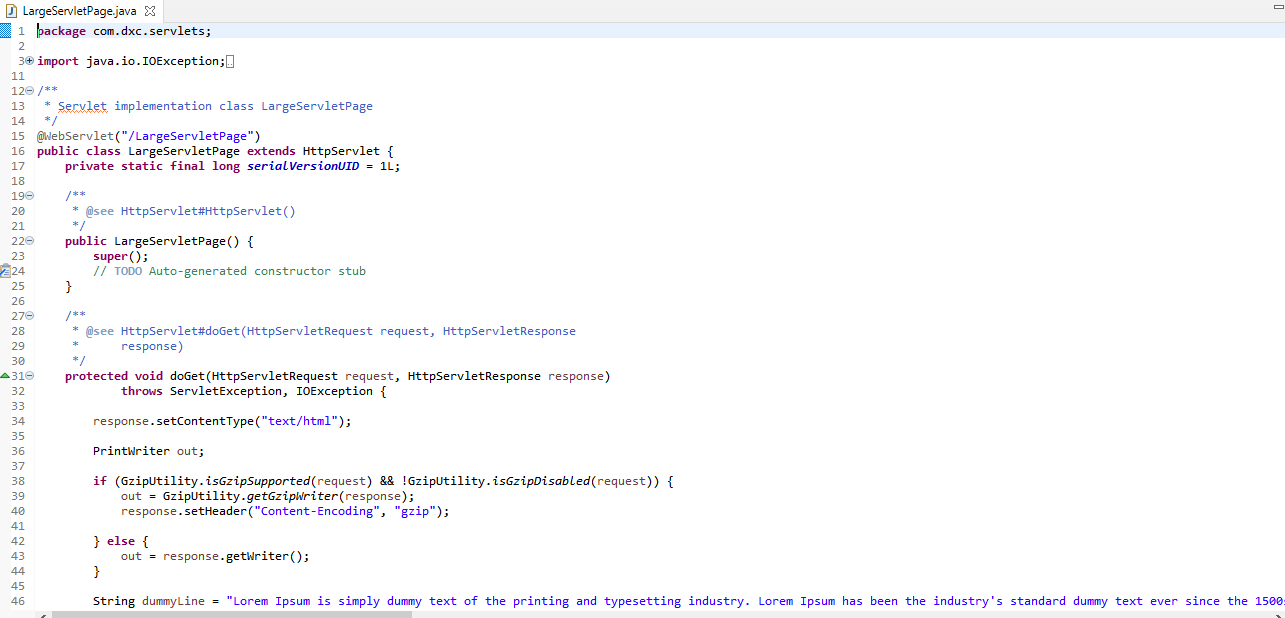 LargeServletPage.java
1 package com.dxc.servlets;
2
3 import java.io.IOException;
11
12 /**
13  * Servlet implementation class LargeServletPage
14  */
15 @WebServlet("/LargeServletPage")
16 public class LargeServletPage extends HttpServlet {
17     private static final long serialVersionUID = 1L;
18
19     /**
20      * @see HttpServlet#HttpServlet()
21      */
22     public LargeServletPage() {
23         super();
24         // TODO Auto-generated constructor stub
25     }
26
27     /**
28      * @see HttpServlet#doGet(HttpServletRequest request, HttpServletResponse
29      *      response)
30      */
31     protected void doGet(HttpServletRequest request, HttpServletResponse response)
32             throws ServletException, IOException {
33
34         response.setContentType("text/html");
35
36         PrintWriter out;
37
38         if (GzipUtility.isGzipSupported(request) && !GzipUtility.isGzipDisabled(request)) {
39             out = GzipUtility.getGzipWriter(response);
40             response.setHeader("Content-Encoding", "gzip");
41
42         } else {
43             out = response.getWriter();
44         }
45
46         String dummyLine = "Lorem Ipsum is simply dummy text of the printing and typesetting industry. Lorem Ipsum has been the industry's standard dummy text ever since the 1500s